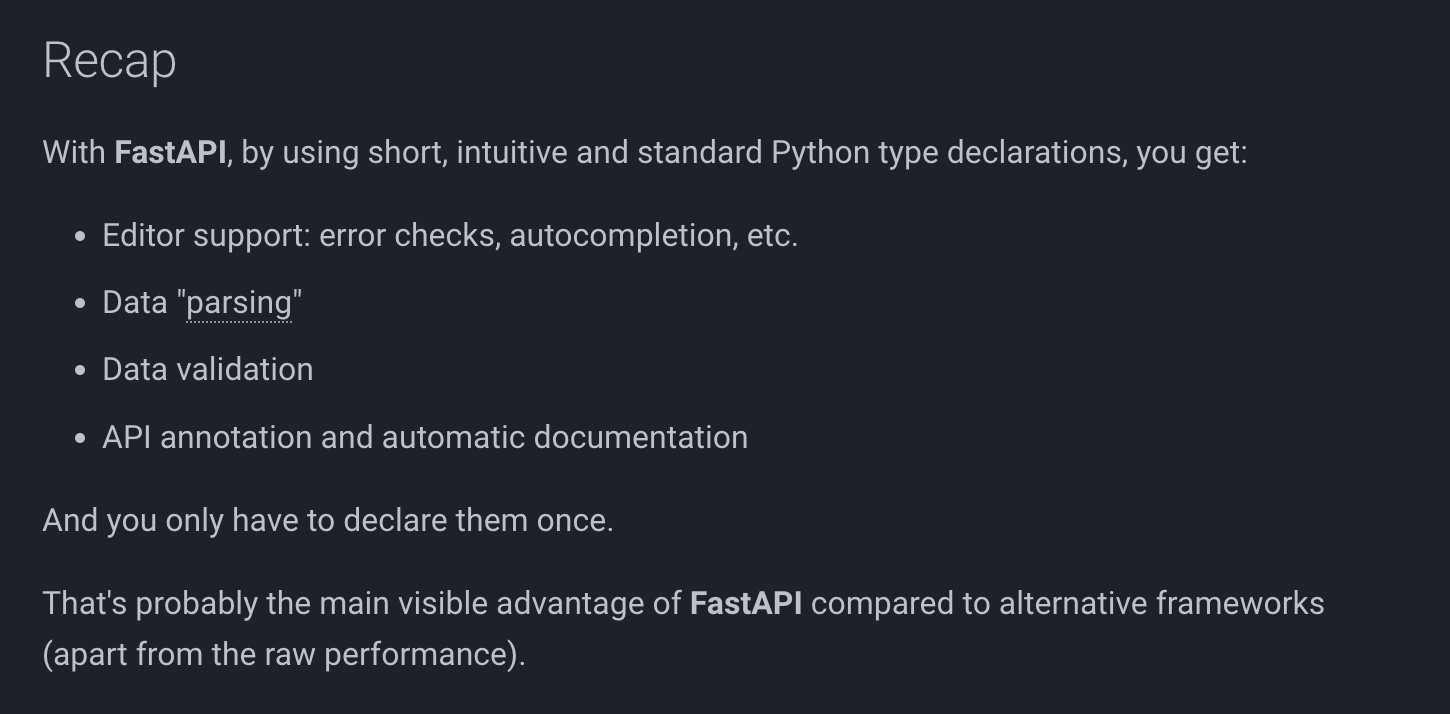 Recap
With FastAPI, by using short, intuitive and standard Python type declarations, you get:
• Editor support: error checks, autocompletion, etc.
• Data "parsing"
• Data validation
• API annotation and automatic documentation
And you only have to declare them once.
That's probably the main visible advantage of FastAPI compared to alternative frameworks
(apart from the raw performance).